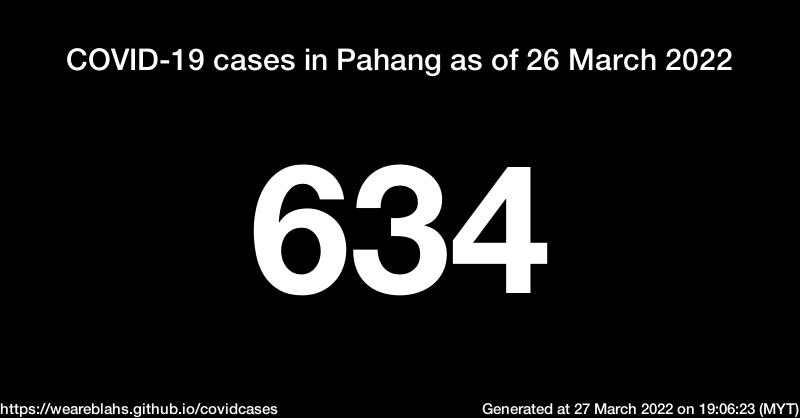 COVID-19 cases in Pahang as of 26 March 2022
634
https://weareblahs.github.io/covidcases
Generated at 27 March 2022 on 19:06:23 (MYT)